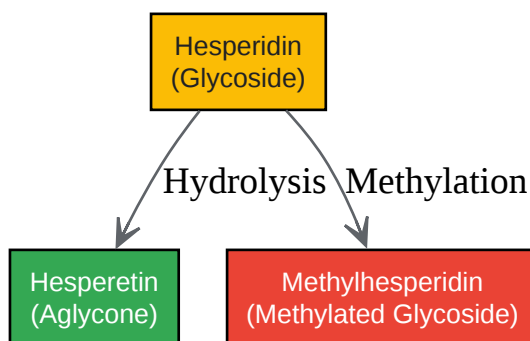 Hesperidin
(Glycoside)
Hydrolysis
Methylation
Hesperetin
(Aglycone)
Methylhesperidin
(Methylated Glycoside)